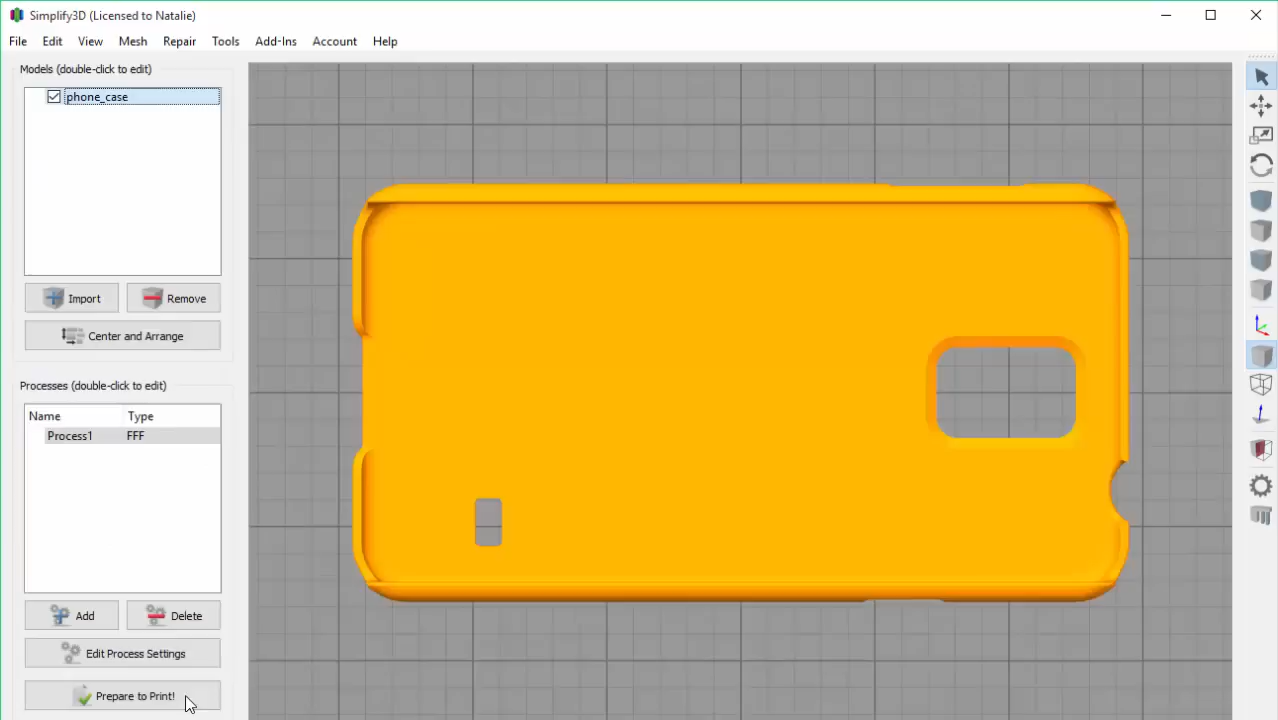 Simplify3D (Licensed to Natalie)
File Edit View Mesh Repair Tools Add-Ins Account Help
Models (double-click to edit)
phone_case
Import Remove
Center and Arrange
Processes (double-click to edit)
Name Type
Process1 FFF
Add Delete
Edit Process Settings
Prepare to Print!